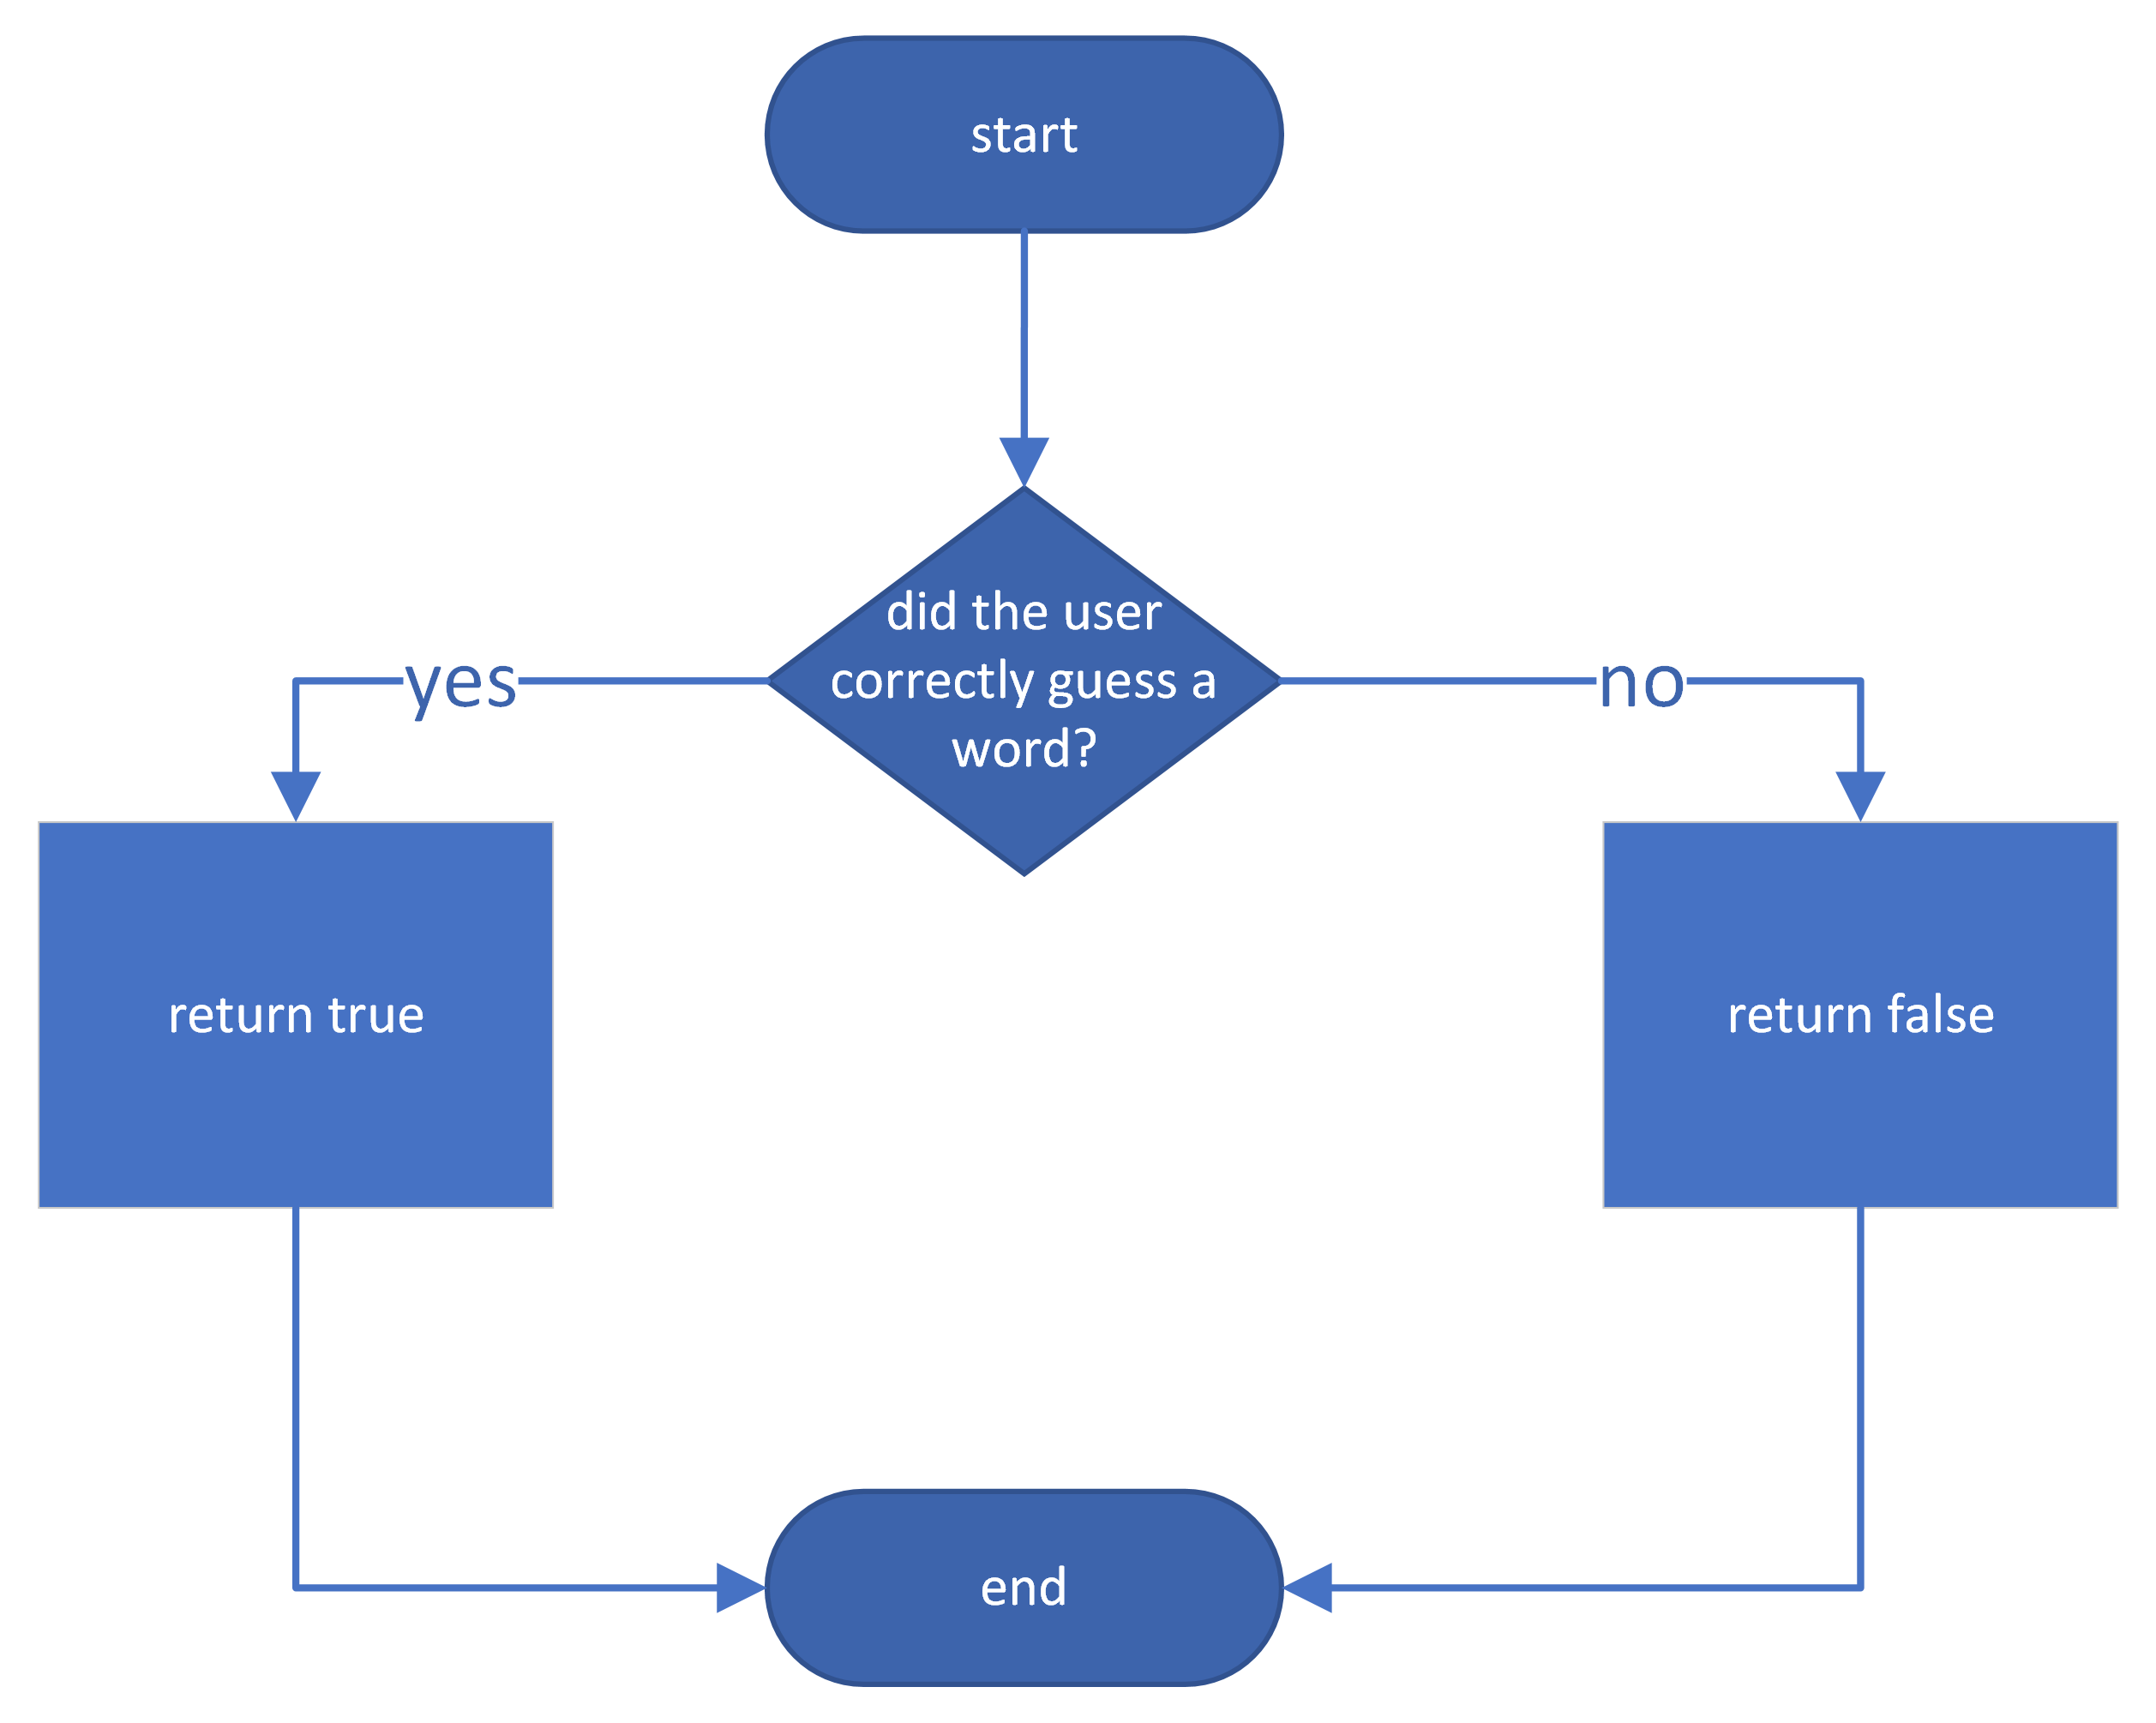 start
did the user
correctly guess a
word?
yes
no
return true
return false
end